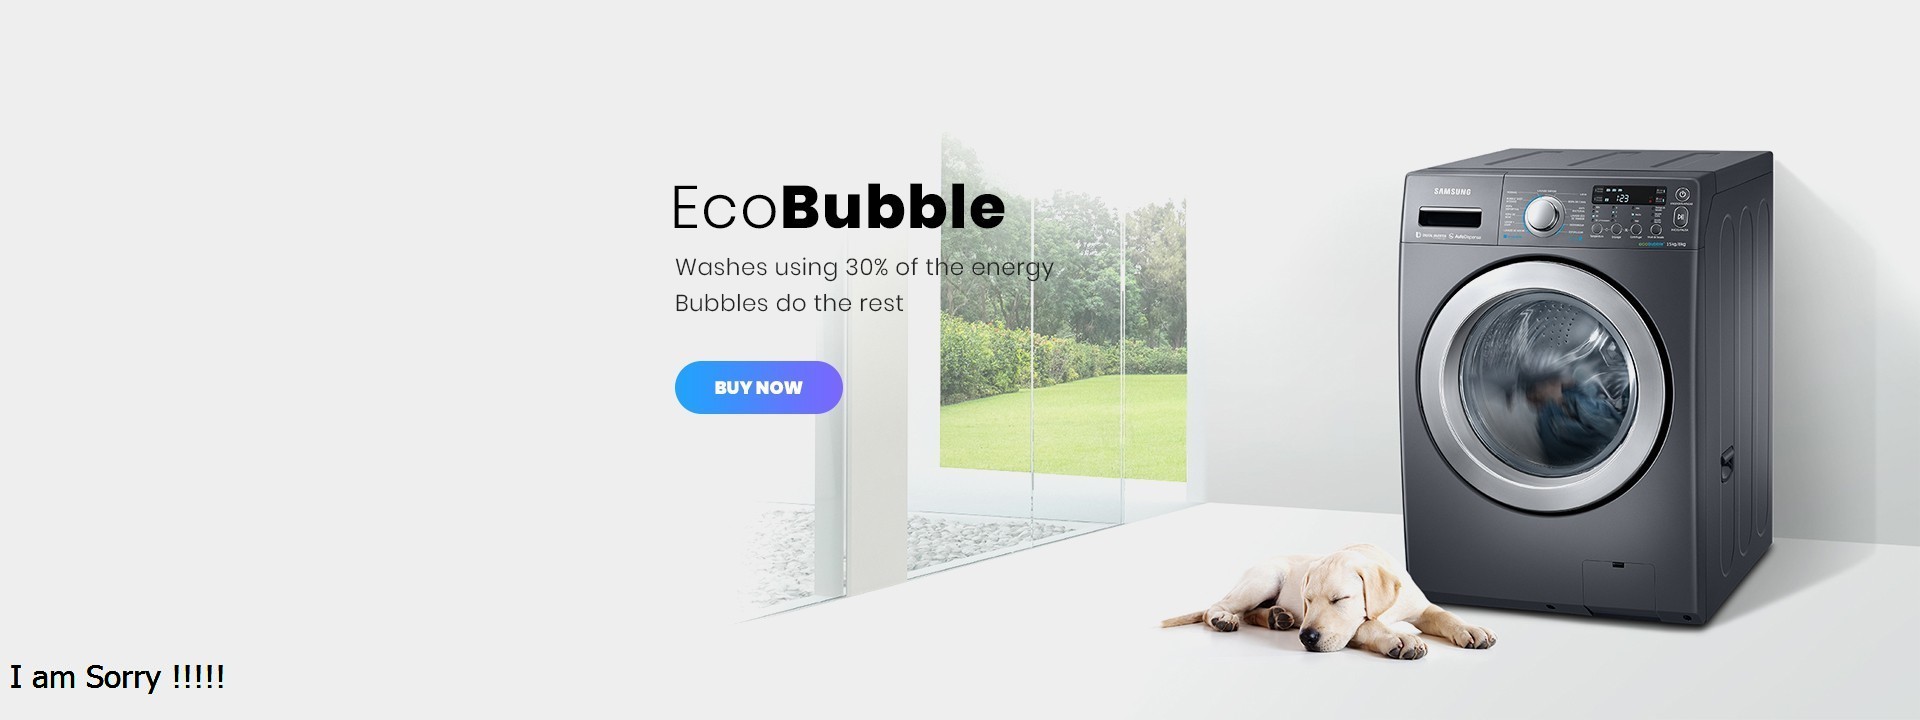 EcoBubble
Washes using 30% of the energy
Bubbles do the rest
BUY NOW
SAMSUNG
I am Sorry !!!!!